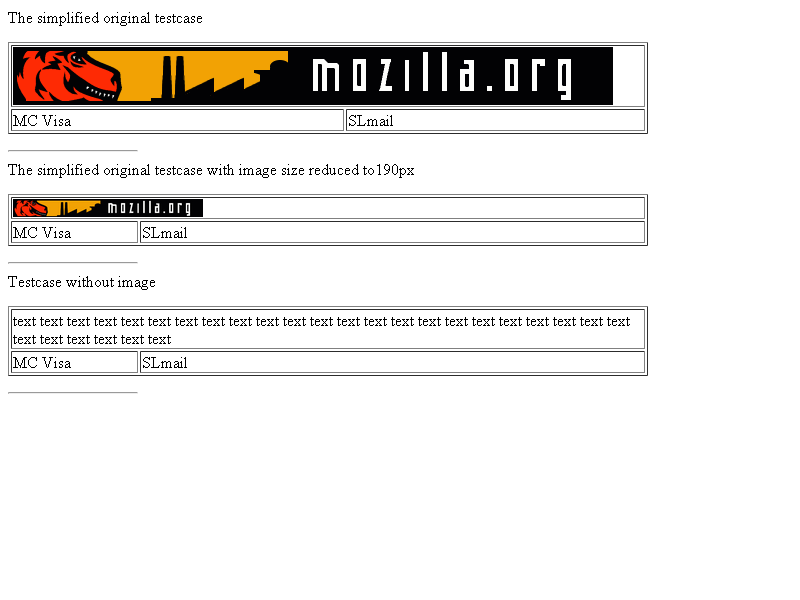 The simplified original testcase
mozilla.org
MC Visa SLmail
The simplified original testcase with image size reduced to190px
mozilla.org
MC Visa SLmail
Testcase without image
text text text text text text text text text text text text text text text text text text text text text text text
text text text text text text
MC Visa SLmail